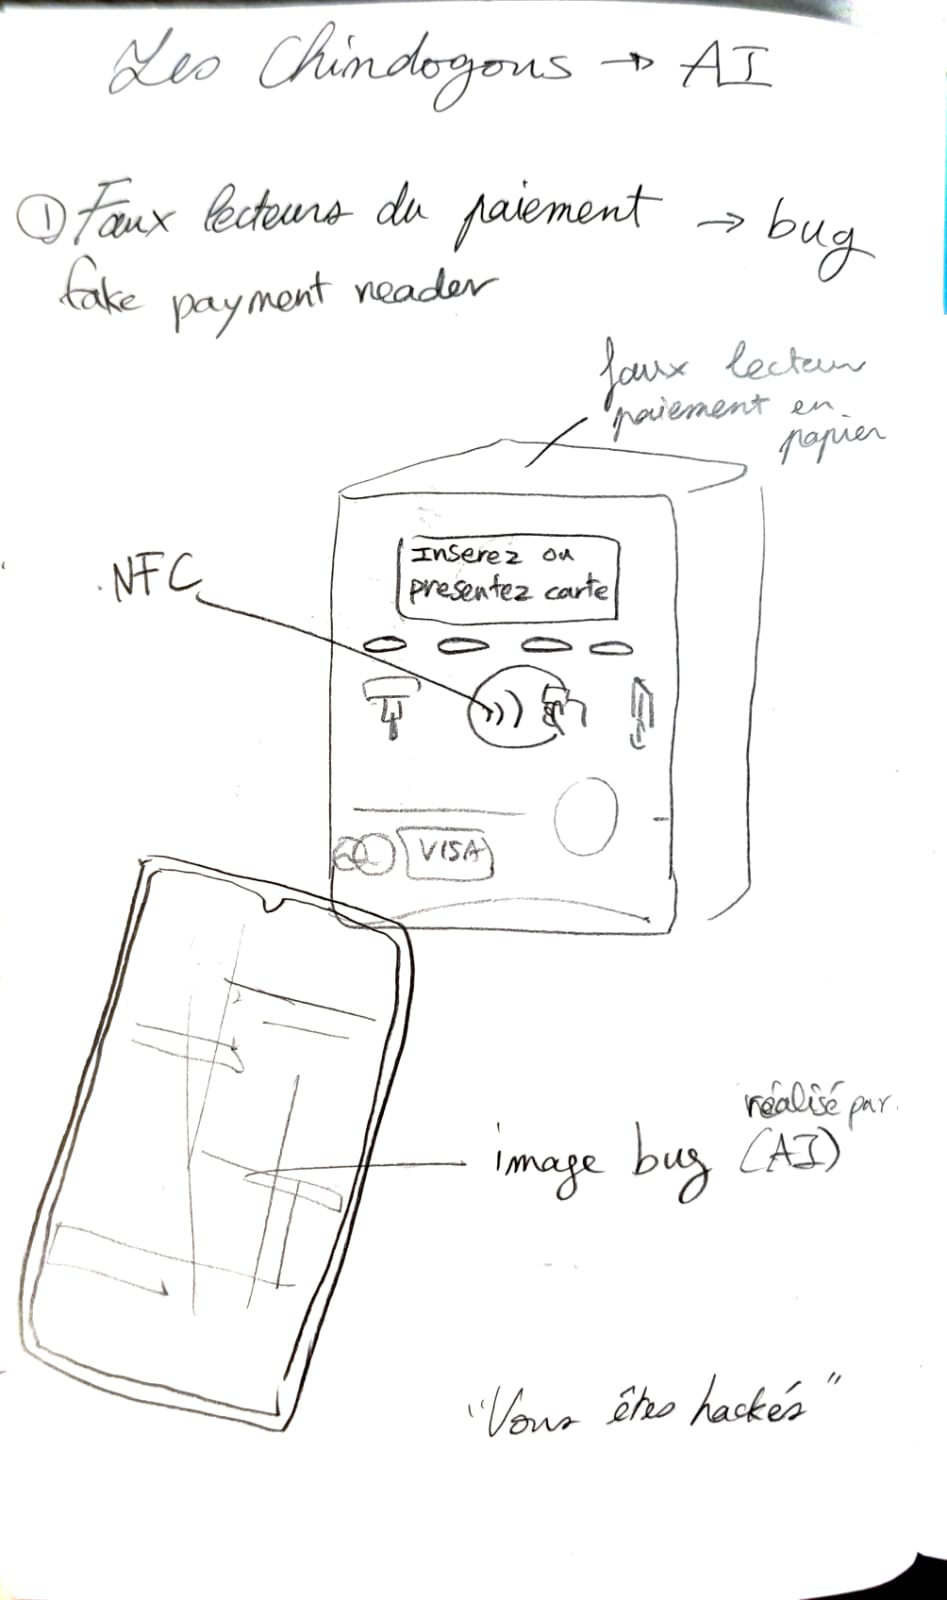 Les Chindogous → AI
① Faux lecteurs du paiement → bug
fake payment reader
faux lecteur
paiement en
papier
NFC
Inserez ou
presentez carte
VISA
réalisé par
image bug (AI)
"Vous êtes hackés"